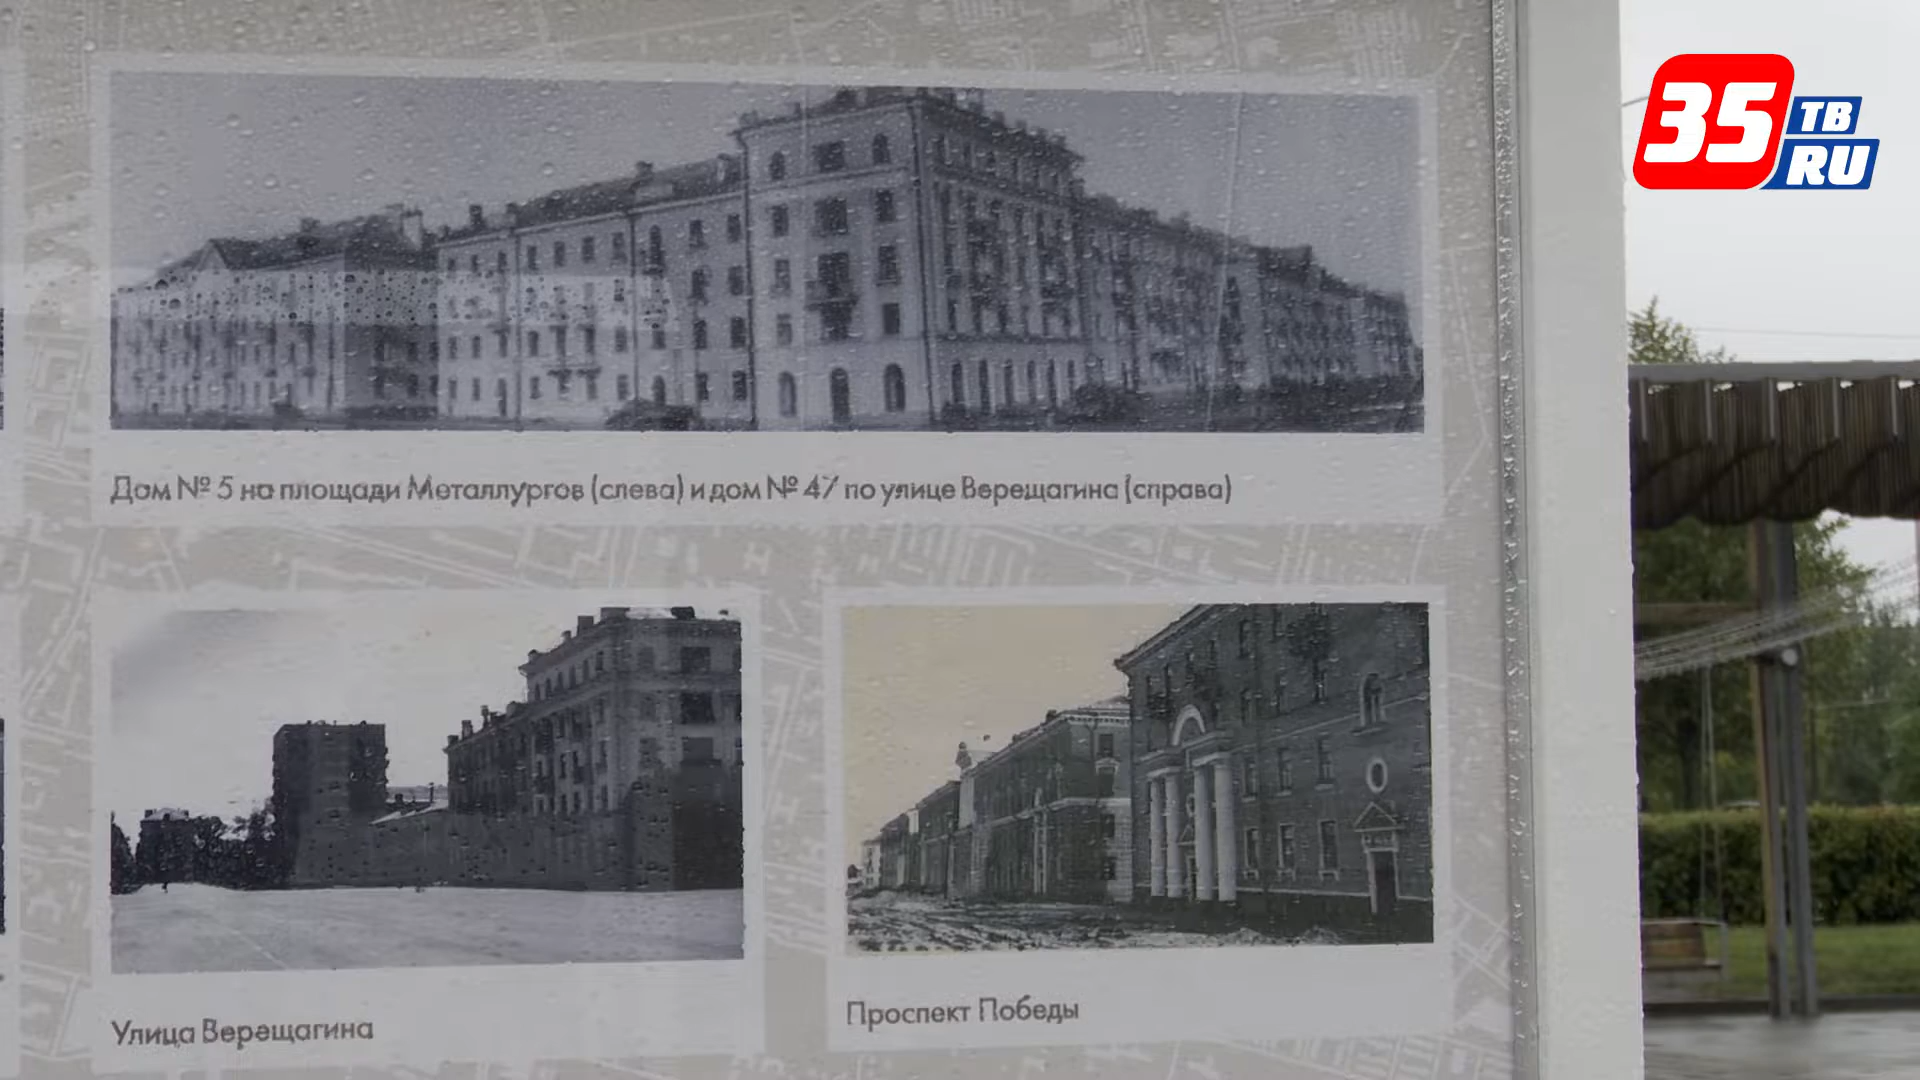 35
ТВ
RU
Дом № 5 на площади Металлургов (слева) и дом № 47 по улице Верещагина (справа)
Улица Верещагина
Проспект Победы